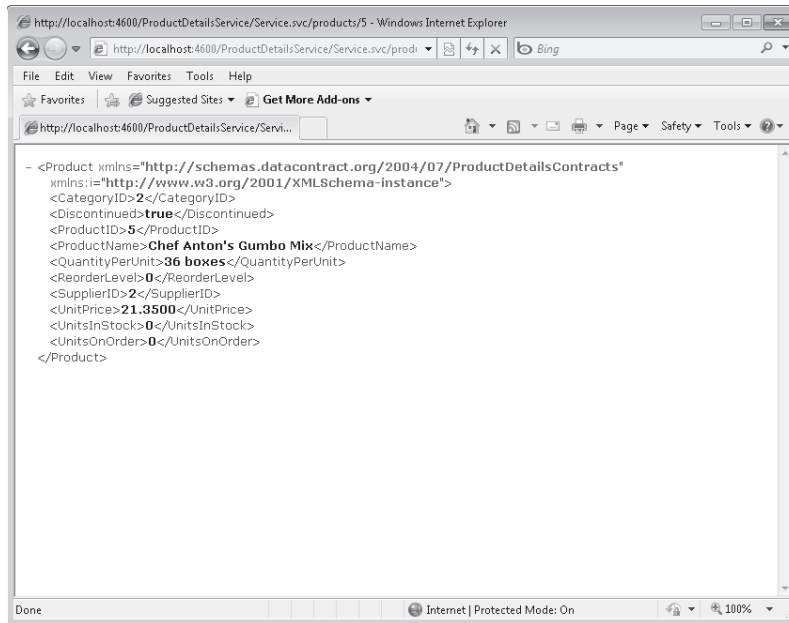 http://localhost:4600/ProductDetailsService/Service.svc/products/5 - Windows Internet Explorer
http://localhost:4600/ProductDetailsService/Service.svc/prod Bing
File Edit View Favorites Tools Help
Favorites Suggested Sites Get More Add-ons
http://localhost:4600/ProductDetailsService/Servi... Page Safety Tools
- <Product xmlns="http://schemas.datacontract.org/2004/07/ProductDetailsContracts"
xmlns:i="http://www.w3.org/2001/XMLSchema-instance">
<CategoryID>2</CategoryID>
<Discontinued>true</Discontinued>
<ProductID>5</ProductID>
<ProductName>Chef Anton's Gumbo Mix</ProductName>
<QuantityPerUnit>36 boxes</QuantityPerUnit>
<ReorderLevel>0</ReorderLevel>
<SupplierID>2</SupplierID>
<UnitPrice>21.3500</UnitPrice>
<UnitsInStock>0</UnitsInStock>
<UnitsOnOrder>0</UnitsOnOrder>
</Product>
Done Internet | Protected Mode: On 100%